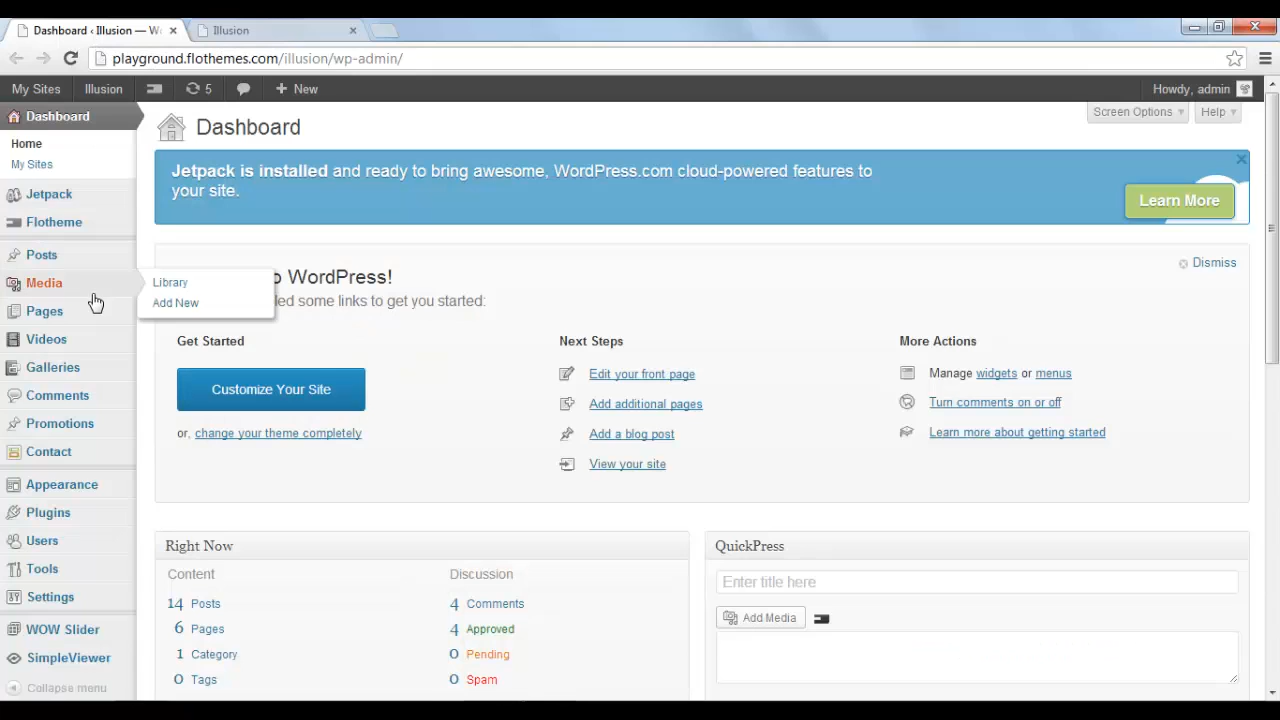 Dashboard ‹ Illusion — W
Illusion
playground.flothemes.com/illusion/wp-admin/
My Sites
Illusion
5
New
Howdy, admin
Dashboard
Home
My Sites
Jetpack
Flotheme
Posts
Media
Library
Add New
Pages
Videos
Galleries
Comments
Promotions
Contact
Appearance
Plugins
Users
Tools
Settings
WOW Slider
SimpleViewer
Collapse menu
Dashboard
Screen Options
Help
Jetpack is installed and ready to bring awesome, WordPress.com cloud-powered features to
your site.
Learn More
o WordPress!
led some links to get you started:
Dismiss
Get Started
Customize Your Site
or, change your theme completely
Next Steps
Edit your front page
Add additional pages
Add a blog post
View your site
More Actions
Manage widgets or menus
Turn comments on or off
Learn more about getting started
Right Now
Content
14 Posts
6 Pages
1 Category
0 Tags
Discussion
4 Comments
4 Approved
0 Pending
0 Spam
QuickPress
Enter title here
Add Media